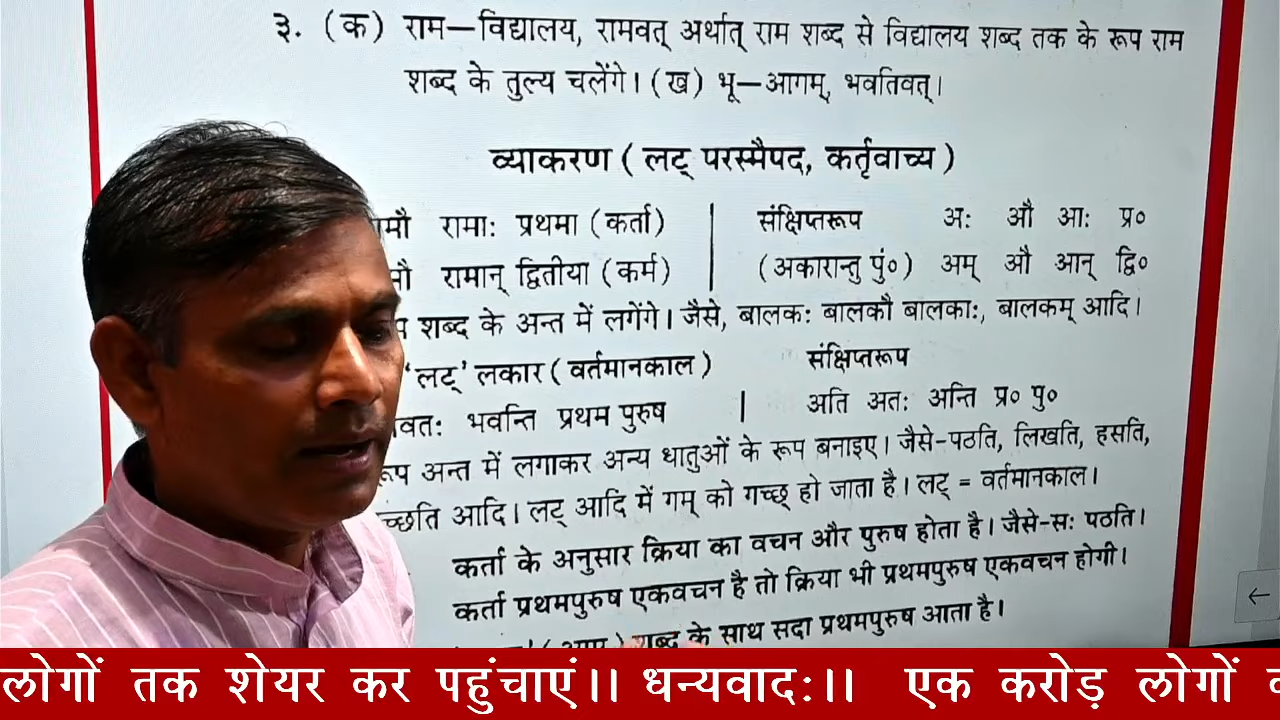 ३. (क) राम—विद्यालय, रामवत् अर्थात् राम शब्द से विद्यालय शब्द तक के रूप राम
शब्द के तुल्य चलेंगे। (ख) भू—आगम्, भवतिवत्।
व्याकरण ( लट् परस्मैपद, कर्तृवाच्य )
रामाः प्रथमा (कर्ता) | संक्षिप्तरूप अः औ आः प्र०
रामान् द्वितीया (कर्म) | (अकारान्तु पुं०) अम् औ आन् द्वि०
शब्द के अन्त में लगेंगे। जैसे, बालकः बालकौ बालकाः, बालकम् आदि।
'लट्' लकार ( वर्तमानकाल ) संक्षिप्तरूप
भवन्ति प्रथम पुरुष | अति अतः अन्ति प्र० पु०
रूप अन्त में लगाकर अन्य धातुओं के रूप बनाइए। जैसे-पठति, लिखति, हसति,
च्छति आदि। लट् आदि में गम् को गच्छ् हो जाता है। लट् = वर्तमानकाल।
कर्ता के अनुसार क्रिया का वचन और पुरुष होता है। जैसे-सः पठति।
कर्ता प्रथमपुरुष एकवचन है तो क्रिया भी प्रथमपुरुष एकवचन होगी।
शब्द के साथ सदा प्रथमपुरुष आता है।
लोगों तक शेयर कर पहुंचाएं।। धन्यवादः।। एक करोड़ लोगों